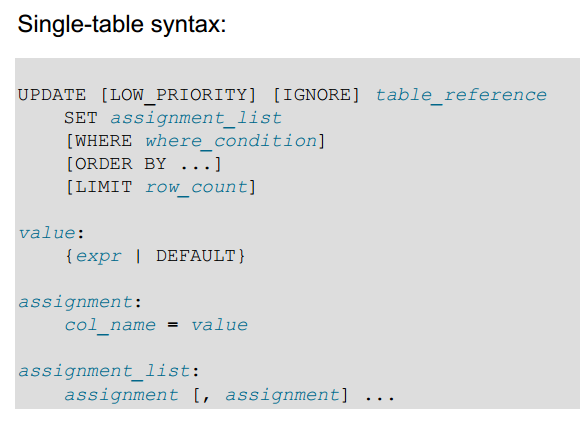 Single-table syntax:
UPDATE [LOW_PRIORITY] [IGNORE] table_reference
    SET assignment_list
    [WHERE where_condition]
    [ORDER BY ...]
    [LIMIT row_count]
value:
    {expr | DEFAULT}
assignment:
    col_name = value
assignment_list:
    assignment [, assignment] ...